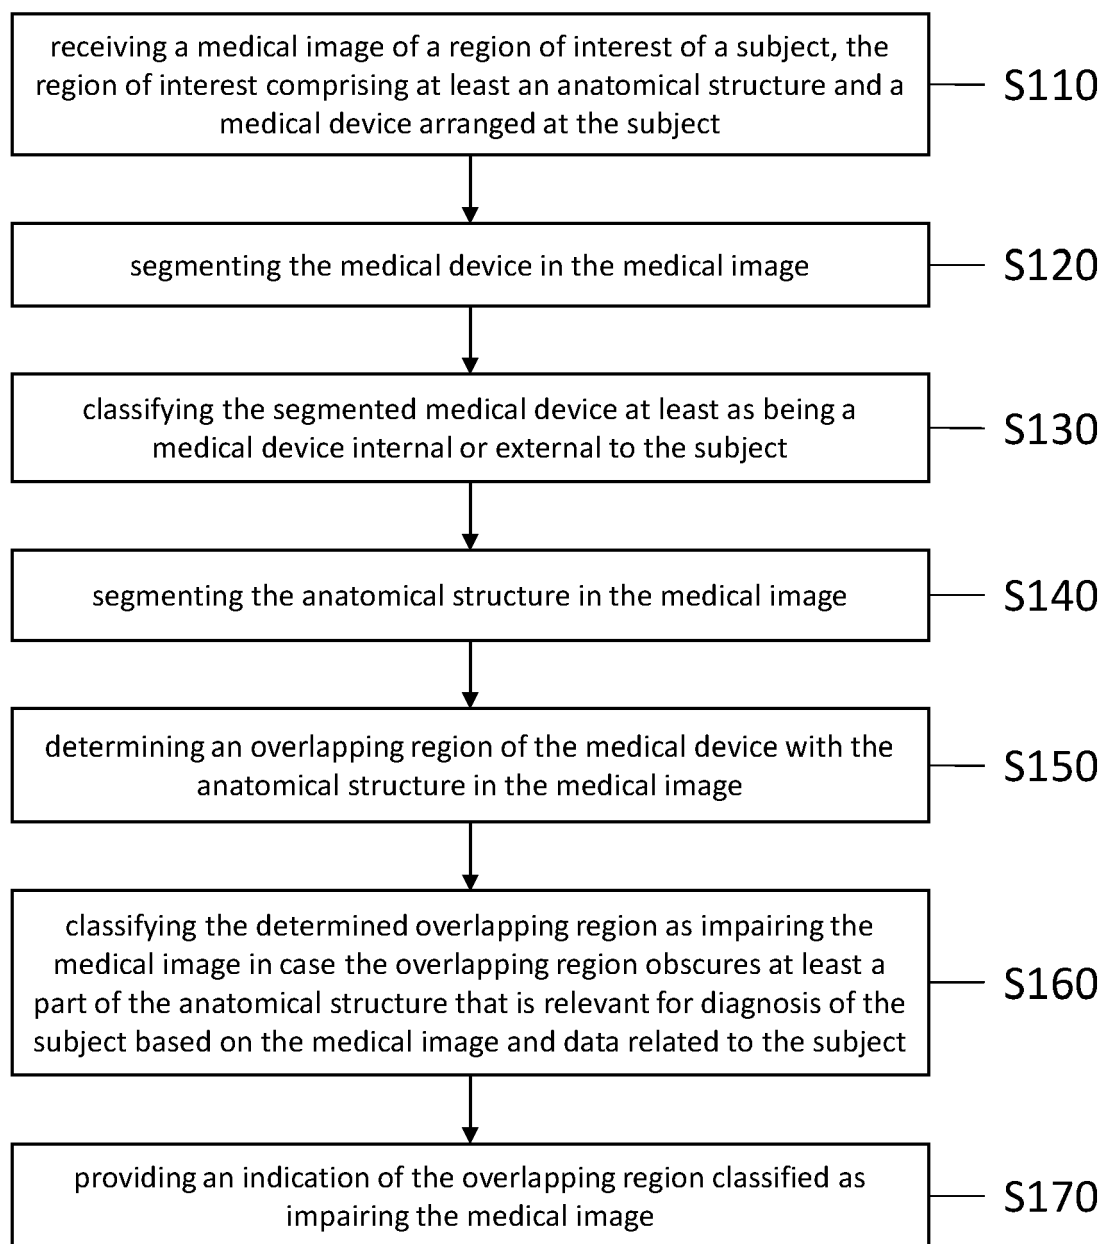 receiving a medical image of a region of interest of a subject, the
region of interest comprising at least an anatomical structure and a
medical device arranged at the subject
S110
segmenting the medical device in the medical image
S120
classifying the segmented medical device at least as being a
medical device internal or external to the subject
S130
segmenting the anatomical structure in the medical image
S140
determining an overlapping region of the medical device with the
anatomical structure in the medical image
S150
classifying the determined overlapping region as impairing the
medical image in case the overlapping region obscures at least a
part of the anatomical structure that is relevant for diagnosis of the
subject based on the medical image and data related to the subject
S160
providing an indication of the overlapping region classified as
impairing the medical image
S170